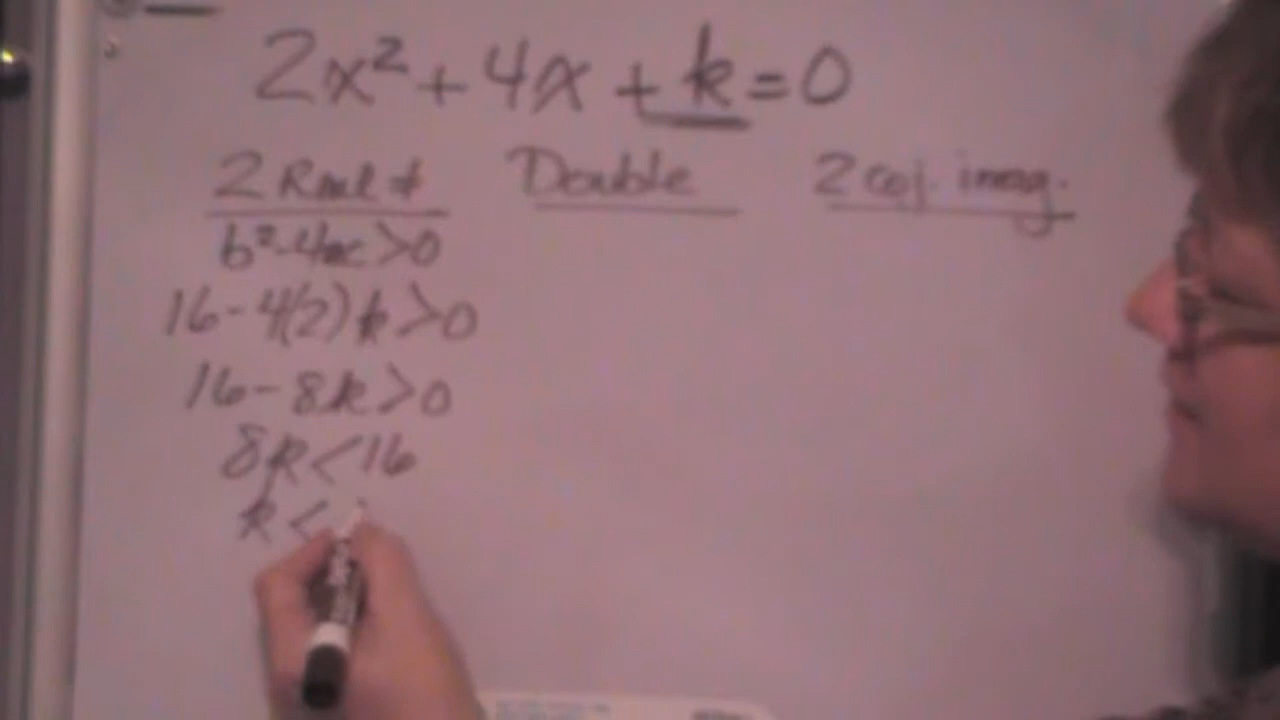 2x² + 4x + k = 0
2 Real # Double 2 coj. imag.
b²-4ac>0
16-4(2)k>0
16-8k>0
8k<16
k<